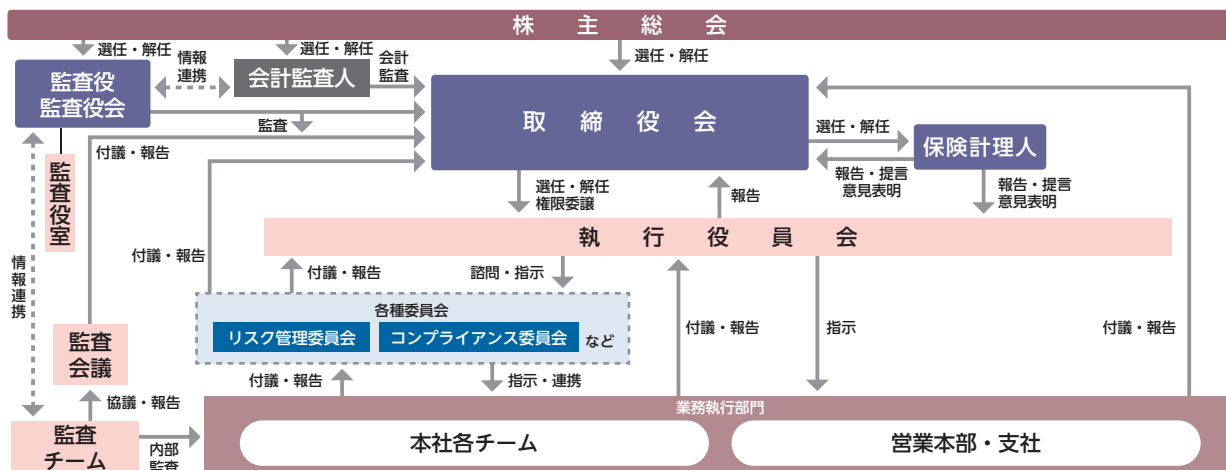 株主総会
選任・解任
情報
連携
選任・解任
会計
監査
選任・解任
監査役
監査役会
会計監査人
取締役会
監査
選任・解任
保険計理人
付議・報告
報告・提言
意見表明
監査役室
選任・解任
権限委譲
報告
報告・提言
意見表明
執行役員会
情報連携
付議・報告
付議・報告
諮問・指示
各種委員会
リスク管理委員会
コンプライアンス委員会
など
付議・報告
指示
付議・報告
監査
会議
付議・報告
指示・連携
協議・報告
業務執行部門
監査
チーム
内部
監査
本社各チーム
営業本部・支社